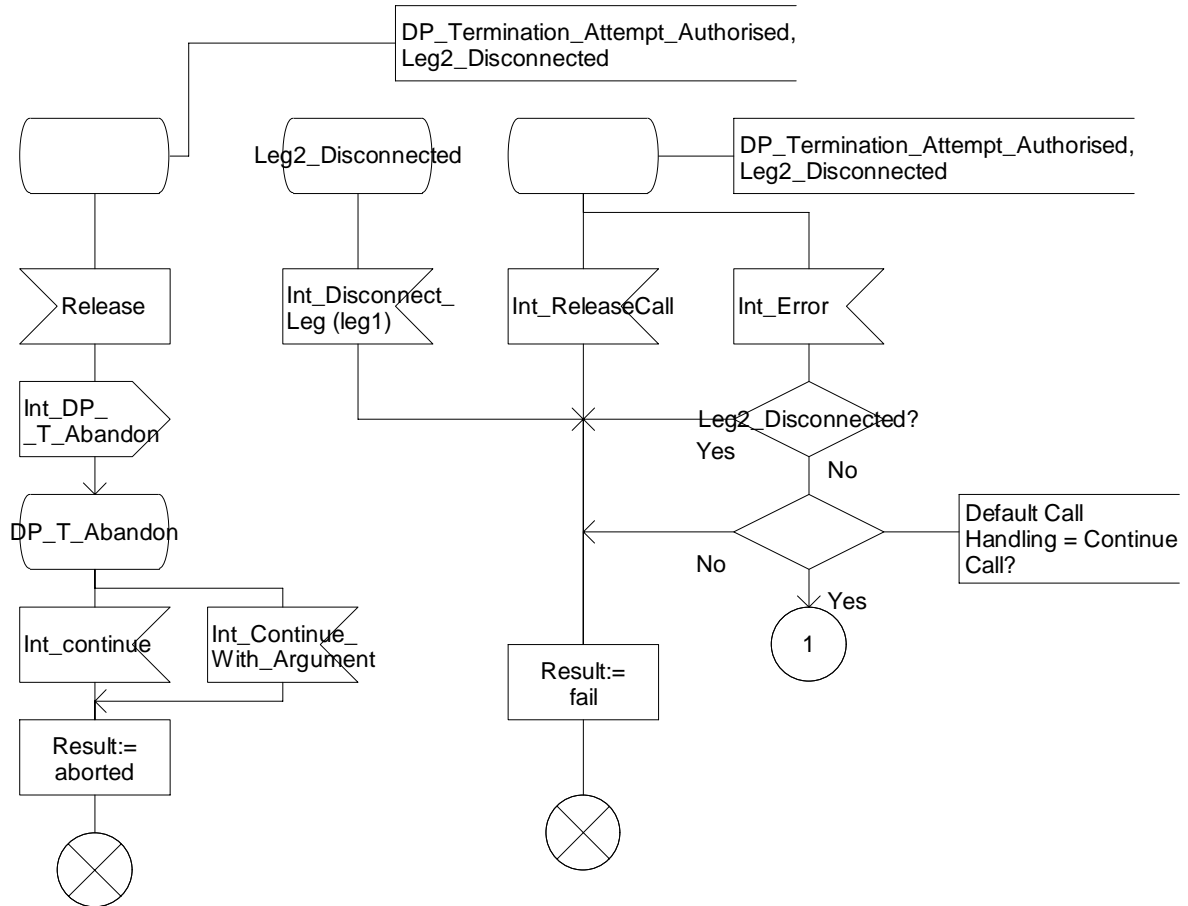 DP_Termination_Attempt_Authorised,
Leg2_Disconnected
Leg2_Disconnected
DP_Termination_Attempt_Authorised,
Leg2_Disconnected
Release
Int_Disconnect_
Leg (leg1)
Int_ReleaseCall
Int_Error
Int_DP_
_T_Abandon
Leg2_Disconnected?
Yes
No
DP_T_Abandon
Default Call
Handling = Continue
Call?
No
Yes
Int_continue
Int_Continue_
With_Argument
1
Result:=
fail
Result:=
aborted